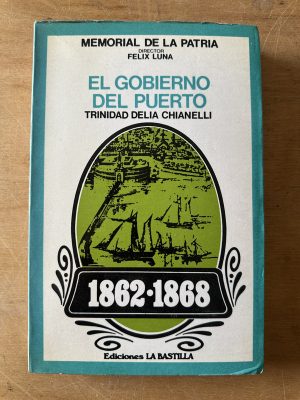 MEMORIAL DE LA PATRIA
DIRECTOR
FELIX LUNA
EL GOBIERNO
DEL PUERTO
TRINIDAD DELIA CHIANELLI
1862·1868
Ediciones LA BASTILLA